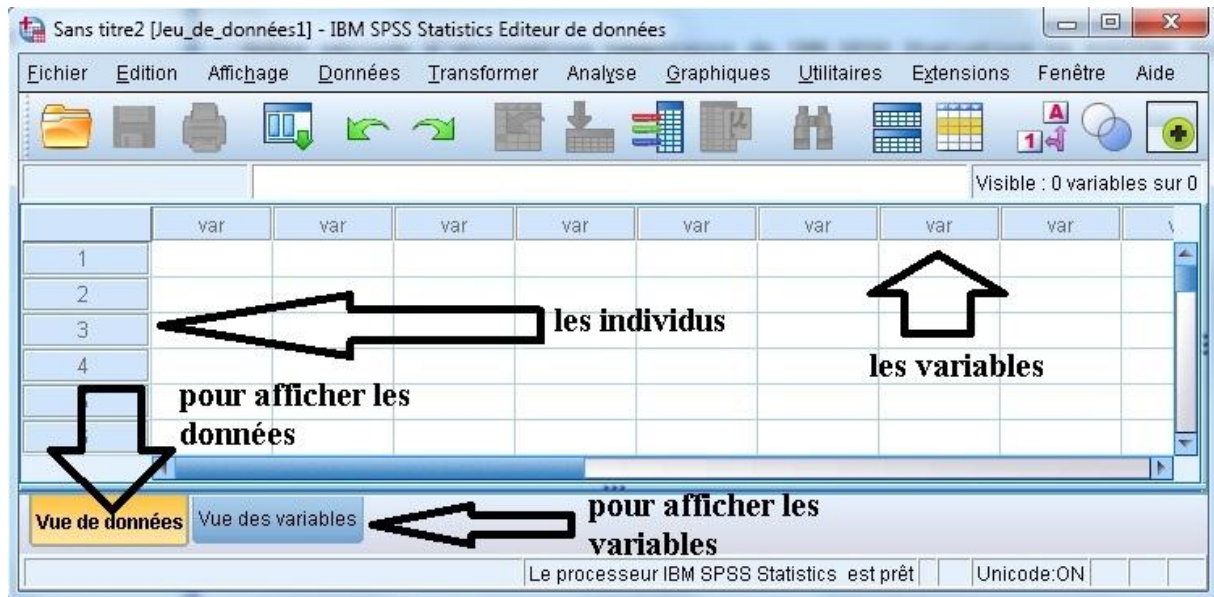 Sans titre2 [Jeu_de_données1] - IBM SPSS Statistics Editeur de données
Fichier Edition Affichage Données Transformer Analyse Graphiques Utilitaires Extensions Fenêtre Aide
A
1
Visible : 0 variables sur 0
var var var var var var var var
1
2
3 les individus
4 les variables
pour afficher les
données
Vue de données Vue des variables pour afficher les
variables
Le processeur IBM SPSS Statistics est prêt Unicode:ON